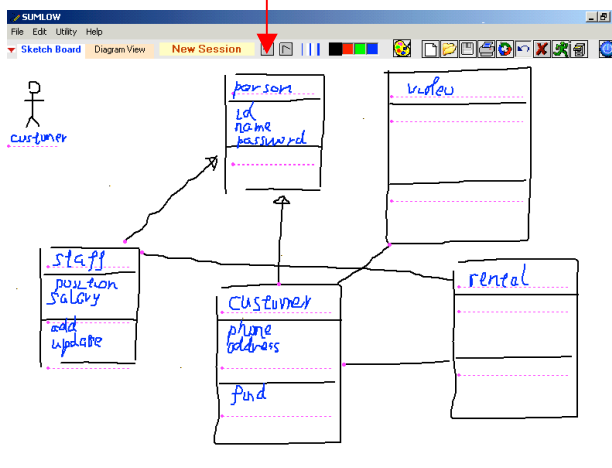 SUMLOW
File Edit Utility Help
Sketch Board Diagram View New Session
customer
person
id
name
password
video
staff
position
salary
add
update
customer
phone
address
find
rental